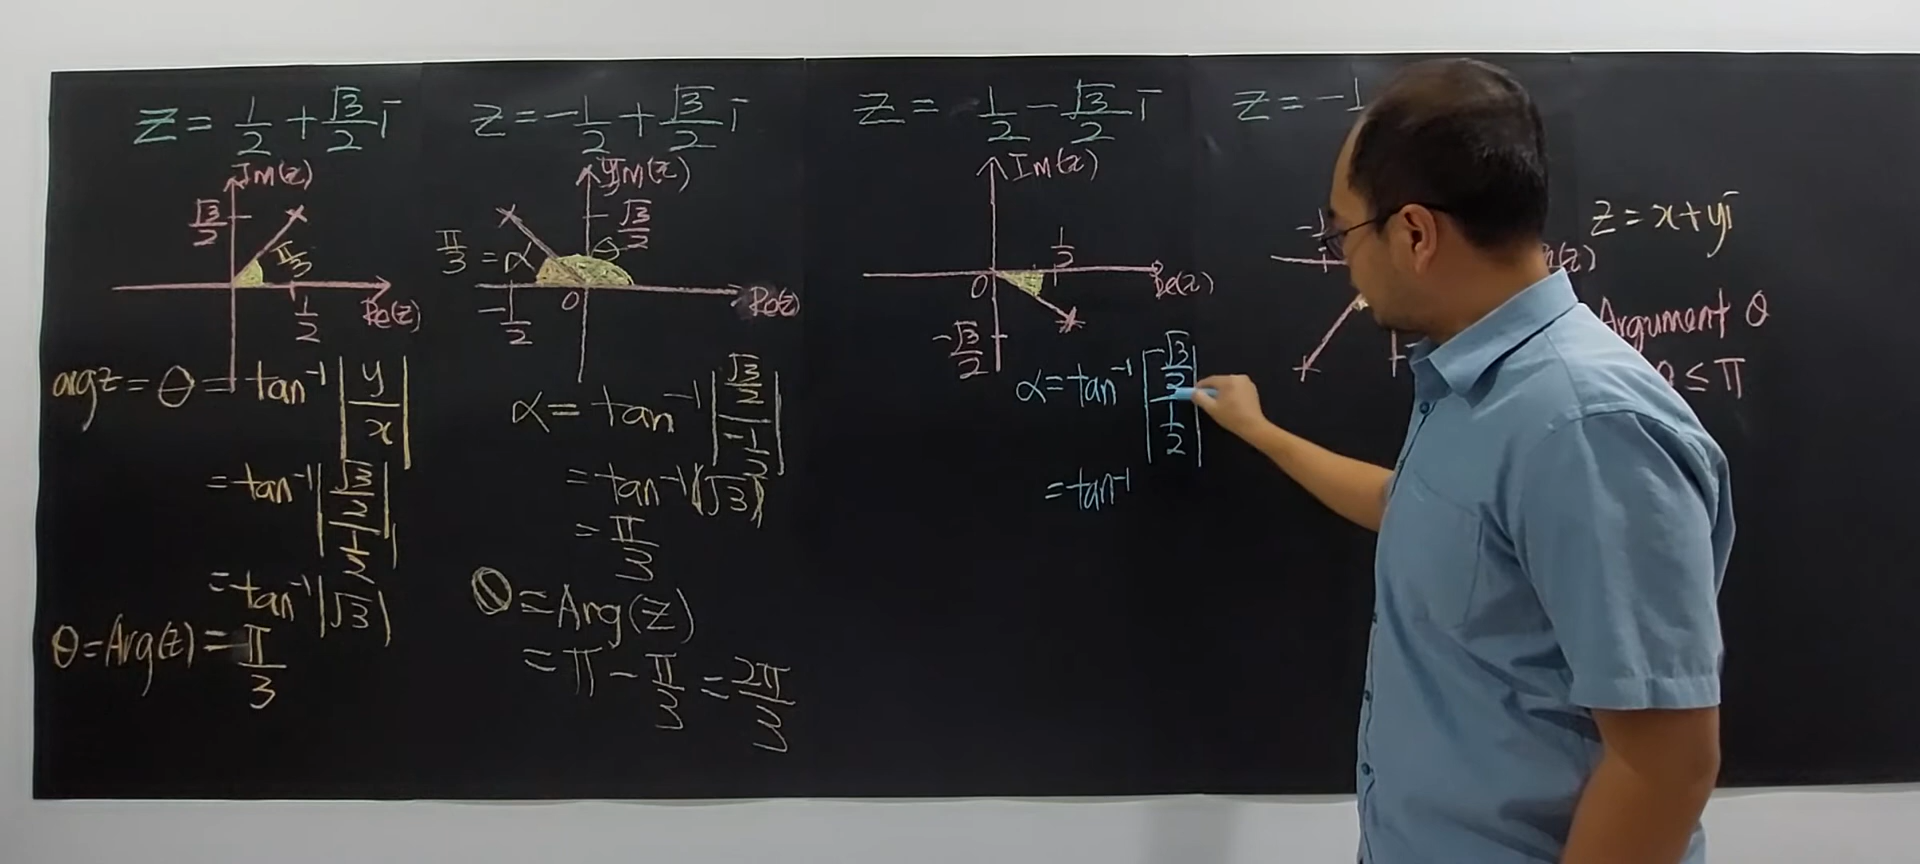 Z = 1/2 + √3/2 i
Im(z)
√3/2
π/3
1/2
Re(z)
arg z = θ = tan⁻¹ |y/x|
= tan⁻¹ |(√3/2)/(1/2)|
= tan⁻¹ |√3|
θ = Arg(z) = π/3
z = -1/2 + √3/2 i
Im(z)
√3/2
π/3 = α
θ
-1/2
0
Re(z)
α = tan⁻¹ |(√3/2)/(-1/2)|
= tan⁻¹ (√3)
= π/3
θ = Arg(z)
= π - π/3 = 2π/3
z = 1/2 - √3/2 i
Im(z)
1/2
0
Re(z)
-√3/2
α = tan⁻¹ |(-√3/2)/(1/2)|
= tan⁻¹
z = -1
z = x + yi
Argument θ
≤ π